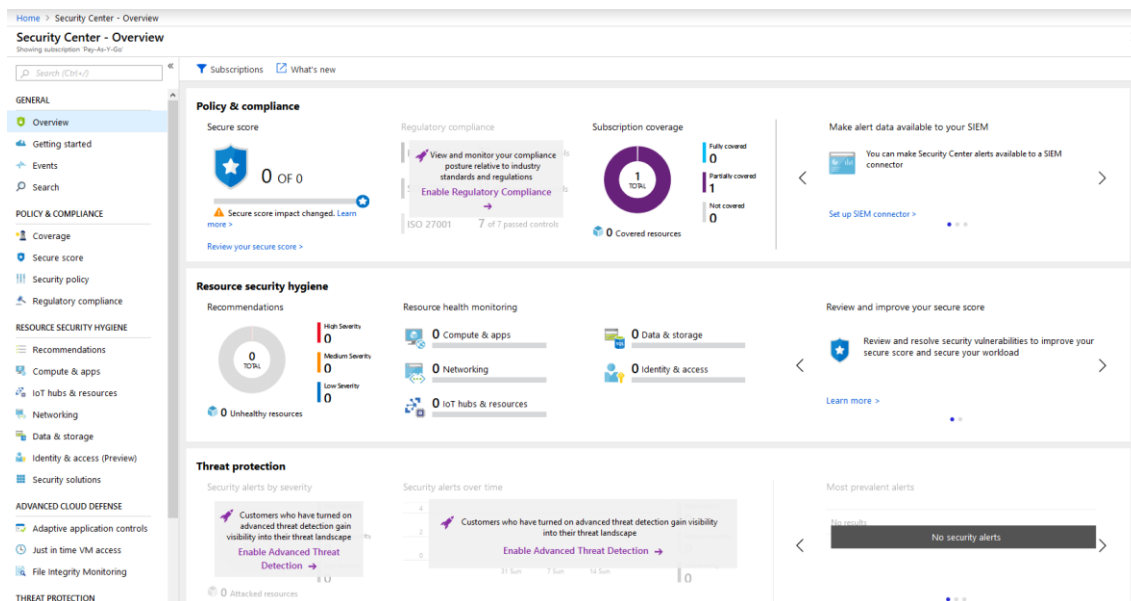 Home > Security Center - Overview
Security Center - Overview
Showing subscription 'Pay-As-Y-Go'
Search (Ctrl+/)
«
Subscriptions
What's new
GENERAL
Overview
Getting started
Events
Search
POLICY & COMPLIANCE
Coverage
Secure score
Security policy
Regulatory compliance
RESOURCE SECURITY HYGIENE
Recommendations
Compute & apps
IoT hubs & resources
Networking
Data & storage
Identity & access (Preview)
Security solutions
ADVANCED CLOUD DEFENSE
Adaptive application controls
Just in time VM access
File Integrity Monitoring
THREAT PROTECTION
Policy & compliance
Secure score
0 OF 0
Secure score impact changed. Learn
more >
Review your secure score >
Regulatory compliance
View and monitor your compliance
posture relative to industry
standards and regulations
Enable Regulatory Compliance
→
ISO 27001 7 of 7 passed controls
Subscription coverage
1
TOTAL
Fully covered
0
Partially covered
1
Not covered
0
0 Covered resources
Make alert data available to your SIEM
You can make Security Center alerts available to a SIEM
connector
Set up SIEM connector >
Resource security hygiene
Recommendations
0
TOTAL
High Severity
0
Medium Severity
0
Low Severity
0
0 Unhealthy resources
Resource health monitoring
0 Compute & apps
0 Data & storage
0 Networking
0 Identity & access
0 IoT hubs & resources
Review and improve your secure score
Review and resolve security vulnerabilities to improve your
secure score and secure your workload
Learn more >
Threat protection
Security alerts by severity
Customers who have turned on
advanced threat detection gain
visibility into their threat landscape
Enable Advanced Threat
Detection →
0 Attacked resources
Security alerts over time
4
2
0
Customers who have turned on advanced threat detection gain visibility
into their threat landscape
Enable Advanced Threat Detection →
31 Sun 7 Sun 14 Sun
0
Most prevalent alerts
No results
No security alerts